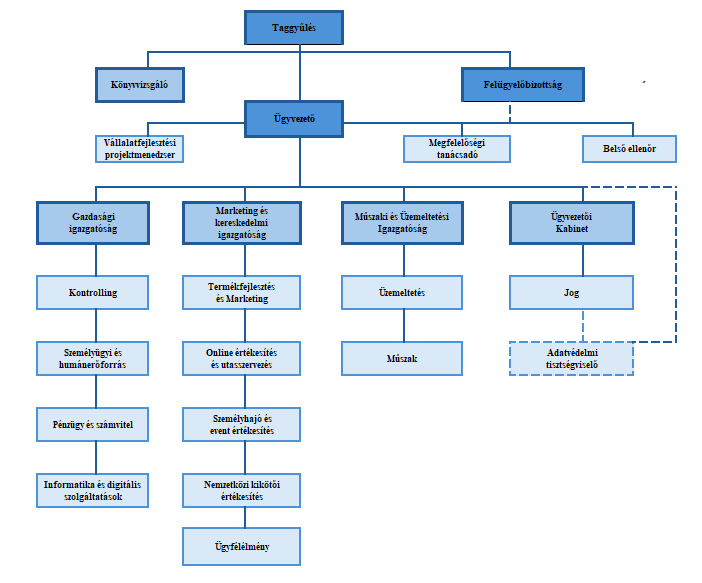 Taggyűlés
Könyvvizsgáló
Felügyelőbizottság
Ügyvezető
Vállalatfejlesztési
projektmenedzser
Megfelelőségi
tanácsadó
Belső ellenőr
Gazdasági
igazgatóság
Marketing és
kereskedelmi
igazgatóság
Műszaki és Üzemeltetési
Igazgatóság
Ügyvezetői
Kabinet
Kontrolling
Termékfejlesztés
és Marketing
Üzemeltetés
Jog
Személyügyi és
humánerőforrás
Online értékesítés
és utasszervezés
Műszak
Adatvédelmi
tisztségviselő
Pénzügy és számvitel
Személyhajó és
event értékesítés
Informatika és digitális
szolgáltatások
Nemzetközi kikötői
értékesítés
Ügyfélélmény